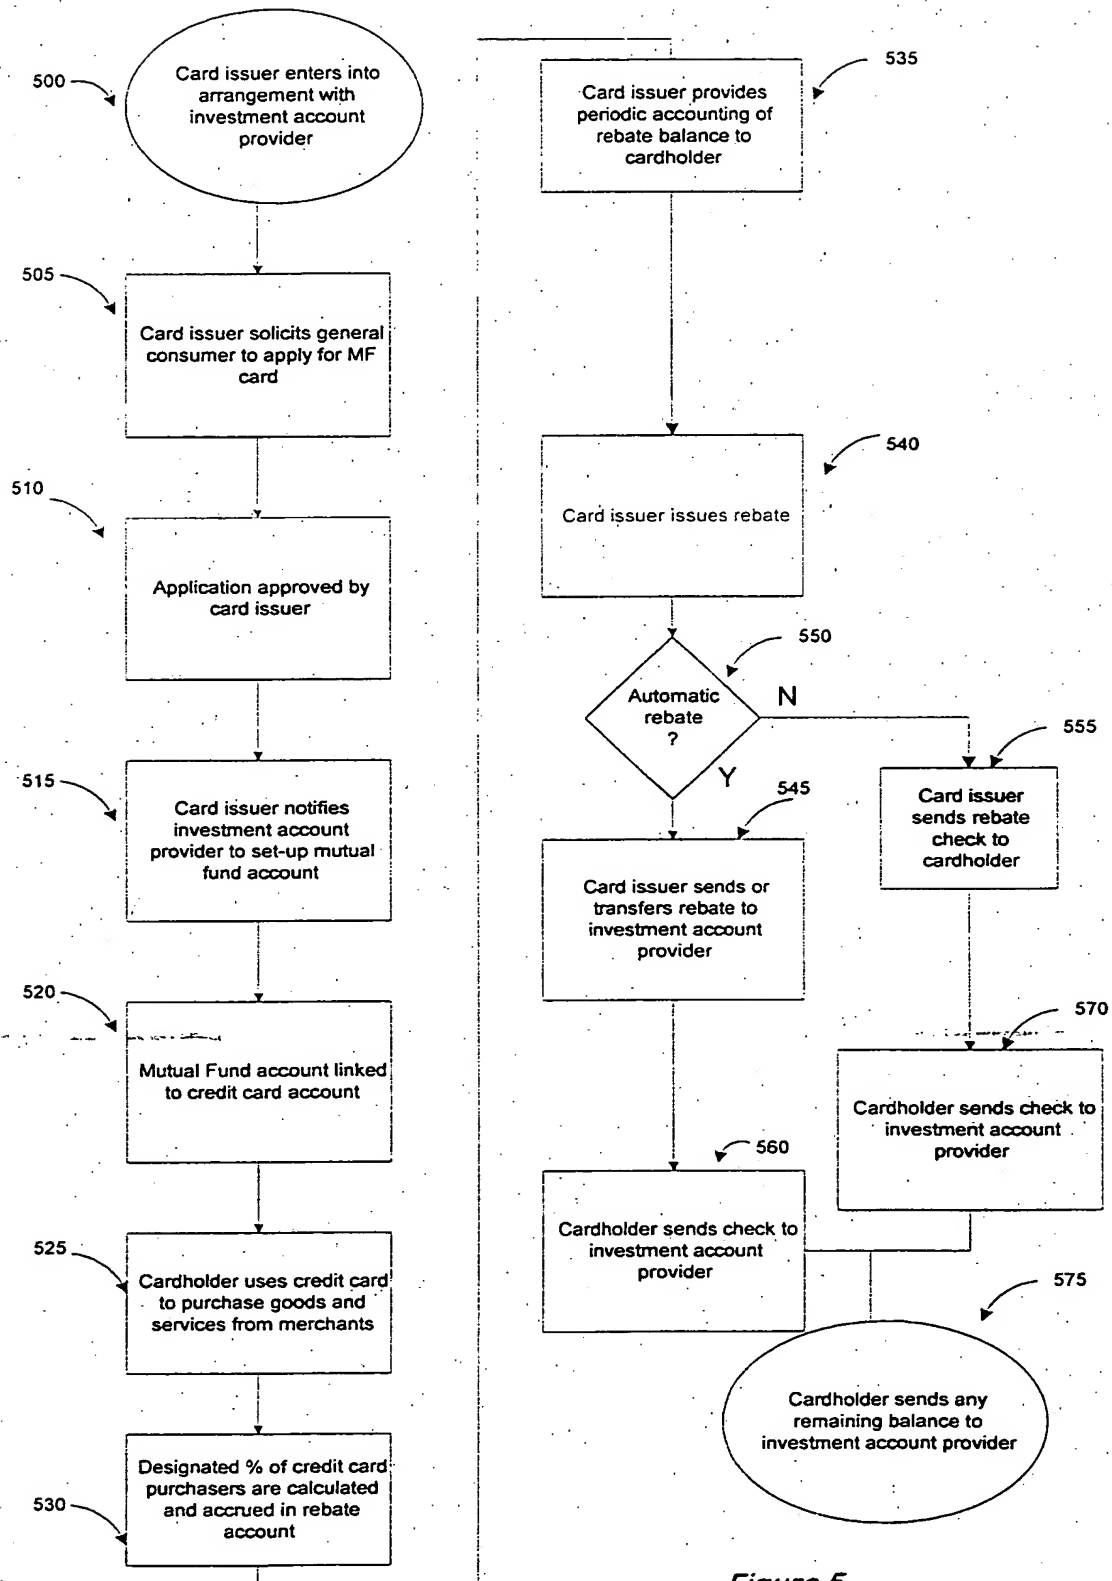 500
Card issuer enters into
arrangement with
investment account
provider
505
Card issuer solicits general
consumer to apply for MF
card
510
Application approved by
card issuer
515
Card issuer notifies
investment account
provider to set-up mutual
fund account
520
Mutual Fund account linked
to credit card account
525
Cardholder uses credit card
to purchase goods and
services from merchants
530
Designated % of credit card
purchasers are calculated
and accrued in rebate
account
535
Card issuer provides
periodic accounting of
rebate balance to
cardholder
540
Card issuer issues rebate
550
Automatic
rebate
?
N
Y
555
Card issuer
sends rebate
check to
cardholder
545
Card issuer sends or
transfers rebate to
investment account
provider
570
Cardholder sends check to
investment account
provider
560
Cardholder sends check to
investment account
provider
575
Cardholder sends any
remaining balance to
investment account provider
Figure 5